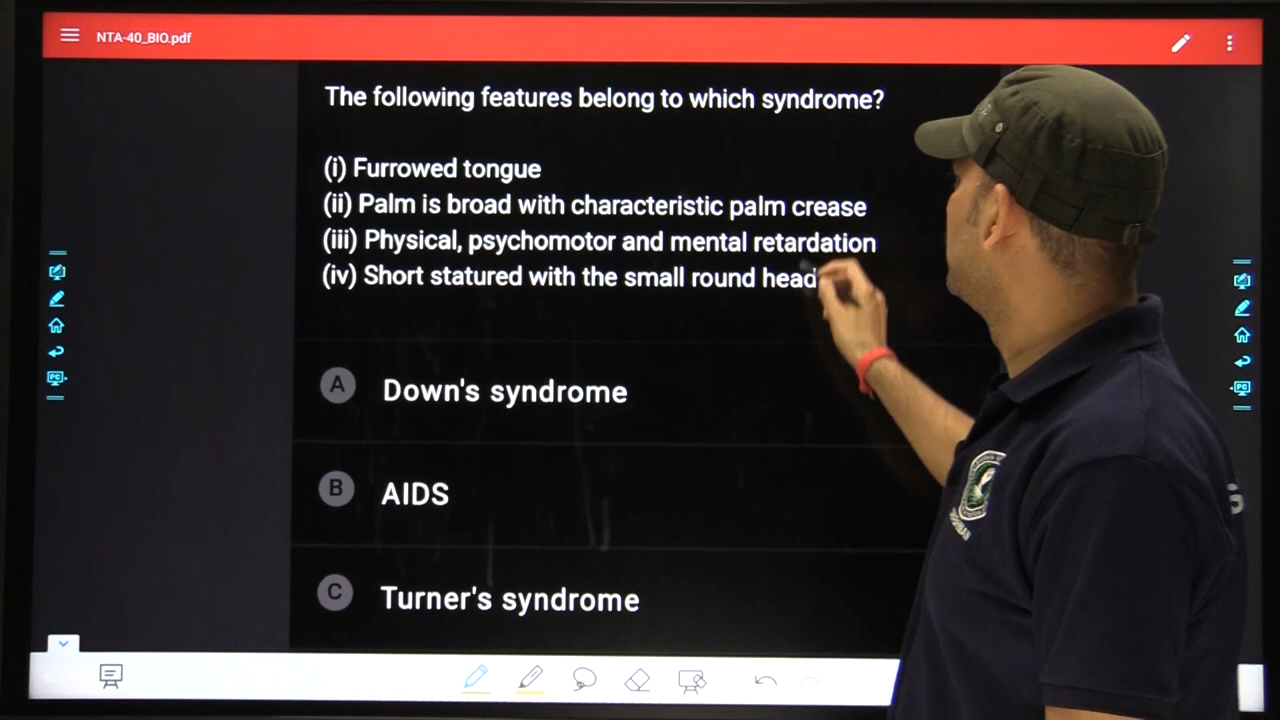 NTA-40_BIO.pdf
The following features belong to which syndrome?
(i) Furrowed tongue
(ii) Palm is broad with characteristic palm crease
(iii) Physical, psychomotor and mental retardation
(iv) Short statured with the small round head
A Down's syndrome
B AIDS
C Turner's syndrome
PC
PC